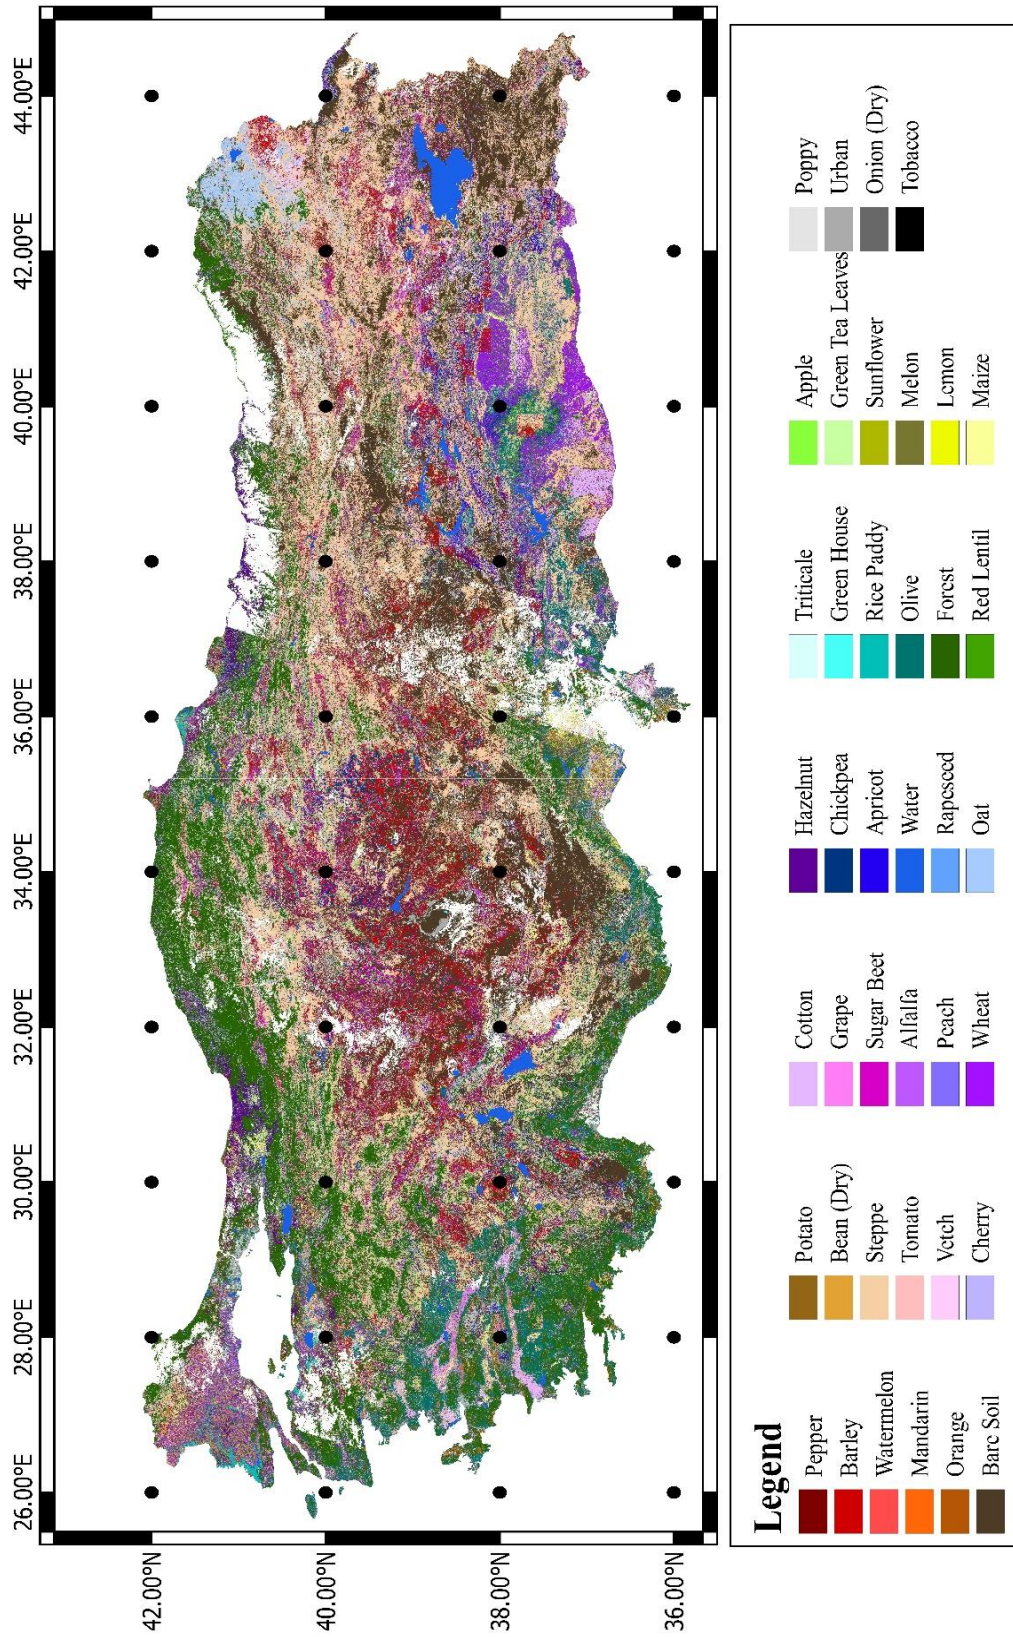 26.00°E
28.00°E
30.00°E
32.00°E
34.00°E
36.00°E
38.00°E
40.00°E
42.00°E
44.00°E
42.00°N
40.00°N
38.00°N
36.00°N
Legend
Pepper
Barley
Watermelon
Mandarin
Orange
Bare Soil
Potato
Bean (Dry)
Steppe
Tomato
Vetch
Cherry
Cotton
Grape
Sugar Beet
Alfalfa
Peach
Wheat
Hazelnut
Chickpea
Apricot
Water
Rapeseed
Oat
Triticale
Green House
Rice Paddy
Olive
Forest
Red Lentil
Apple
Green Tea Leaves
Sunflower
Melon
Lemon
Maize
Poppy
Urban
Onion (Dry)
Tobacco